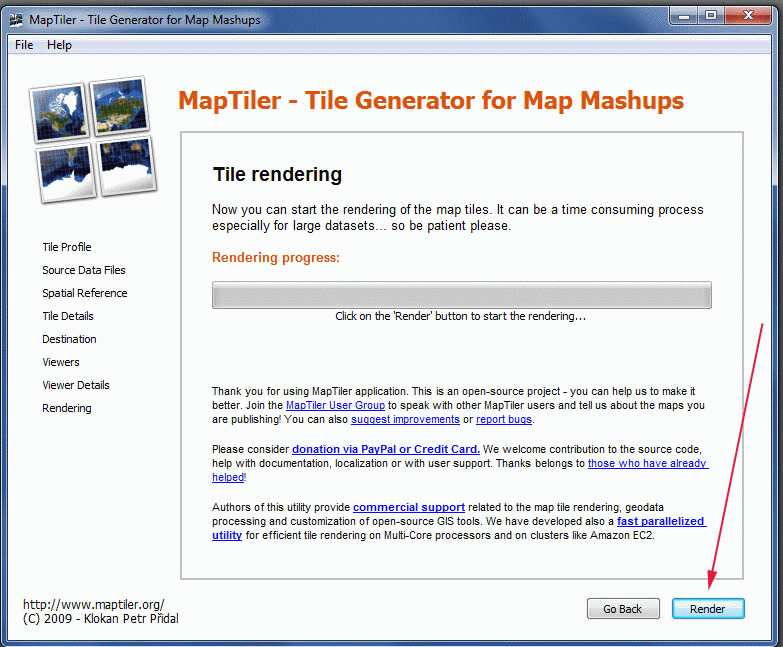 MapTiler - Tile Generator for Map Mashups
File Help
MapTiler - Tile Generator for Map Mashups
Tile rendering
Now you can start the rendering of the map tiles. It can be a time consuming process
especially for large datasets... so be patient please.
Rendering progress:
Click on the 'Render' button to start the rendering...
Tile Profile
Source Data Files
Spatial Reference
Tile Details
Destination
Viewers
Viewer Details
Rendering
Thank you for using MapTiler application. This is an open-source project - you can help us to make it
better. Join the MapTiler User Group to speak with other MapTiler users and tell us about the maps you
are publishing! You can also suggest improvements or report bugs.
Please consider donation via PayPal or Credit Card. We welcome contribution to the source code,
help with documentation, localization or with user support. Thanks belongs to those who have already
helped!
Authors of this utility provide commercial support related to the map tile rendering, geodata
processing and customization of open-source GIS tools. We have developed also a fast parallelized
utility for efficient tile rendering on Multi-Core processors and on clusters like Amazon EC2.
http://www.maptiler.org/
(C) 2009 - Klokan Petr Přidal
Go Back
Render